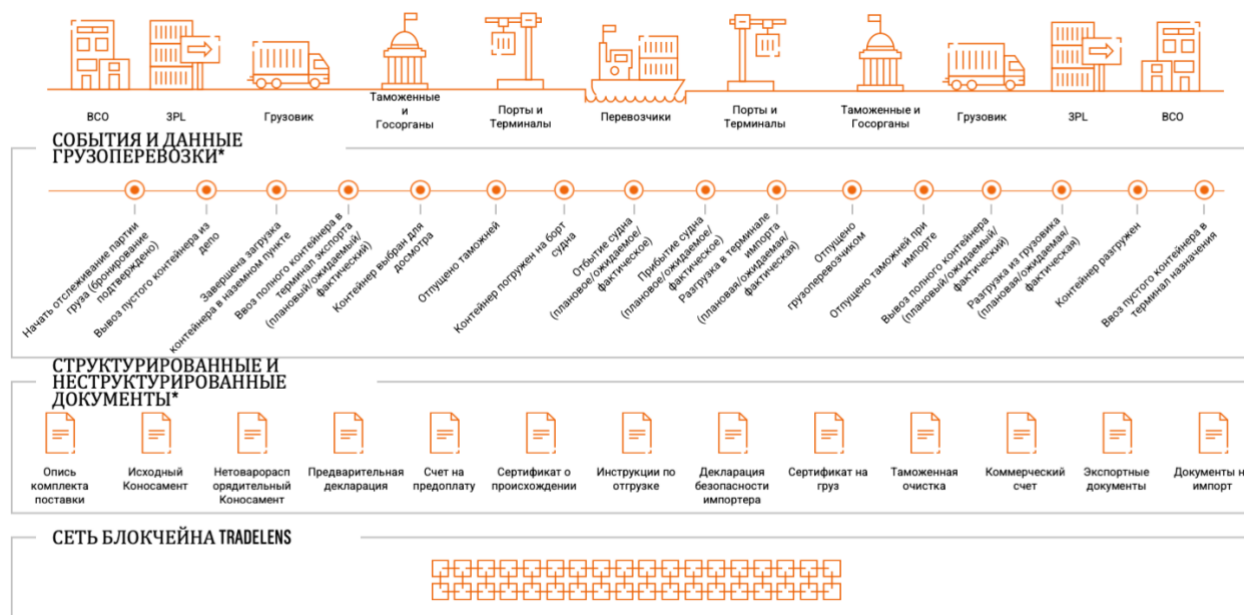 BCO
3PL
Грузовик
Таможенные
и
Госорганы
Порты и
Терминалы
Перевозчики
Порты и
Терминалы
Таможенные и
Госорганы
Грузовик
3PL
BCO
СОБЫТИЯ И ДАННЫЕ
ГРУЗОПЕРЕВОЗКИ*
Начать отслеживание партии
груза (бронирование
подтверждено)
Вывоз пустого контейнера из
депо
Завершена загрузка
контейнера в наземном пункте
Ввоз полного контейнера в
терминал экспорта
(плановый/ожидаемый/
фактический)
Контейнер выбран для
досмотра
Отпущено таможней
Контейнер погружен на борт
судна
Отбытие судна
(плановое/ожидаемое/
фактическое)
Прибытие судна
(плановое/ожидаемое/
фактическое)
Разгрузка в терминале
импорта
(плановая/ожидаемая/
фактическая)
Отпущено
грузоперевозчиком
Отпущено таможней при
импорте
Вывоз полного контейнера
(плановый/ожидаемый/
фактический)
Разгрузка из грузовика
(плановая/ожидаемая/
фактическая)
Контейнер разгружен
Ввоз пустого контейнера в
терминал назначения
СТРУКТУРИРОВАННЫЕ И
НЕСТРУКТУРИРОВАННЫЕ
ДОКУМЕНТЫ*
Опись
комплекта
поставки
Исходный
Коносамент
Нетоварорасп
орядительный
Коносамент
Предварительная
декларация
Счет на
предоплату
Сертификат о
происхождении
Инструкции по
отгрузке
Декларация
безопасности
импортера
Сертификат на
груз
Таможенная
очистка
Коммерческий
счет
Экспортные
документы
Документы н
импорт
СЕТЬ БЛОКЧЕЙНА TRADELENS